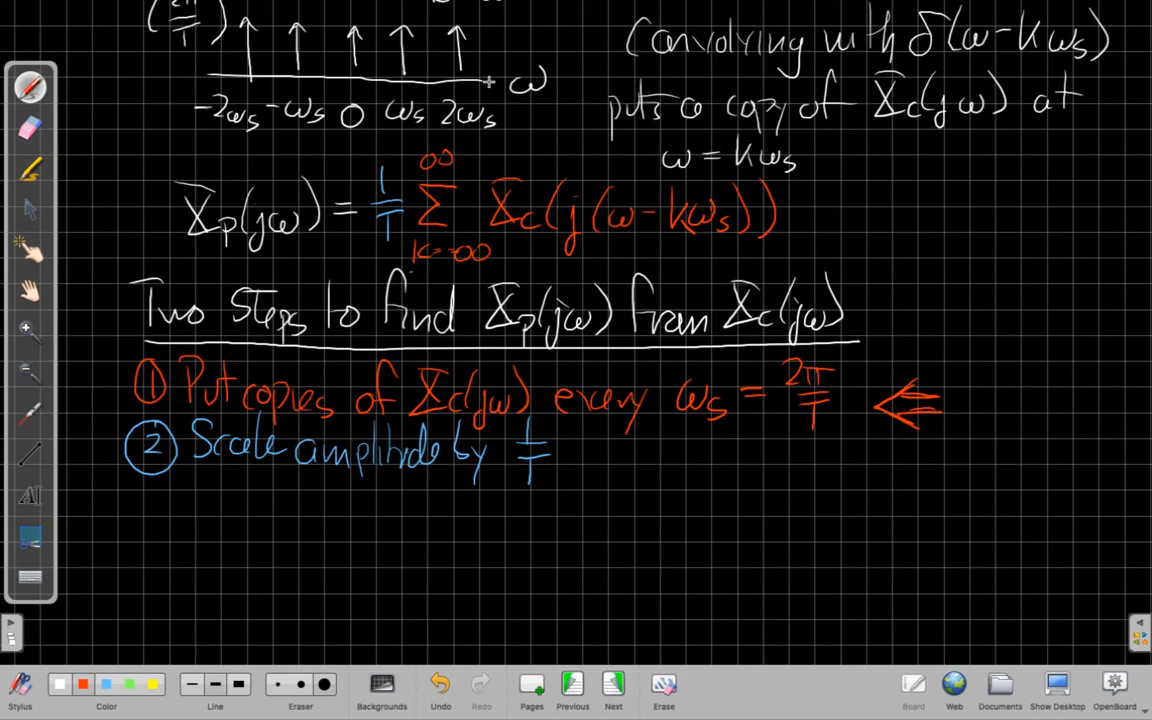 (2π/T)
ω
-2ωs -ωs 0 ωs 2ωs
(Convolving with δ(ω-kωs)
puts a copy of Xc(jω) at
ω = kωs
Xp(jω) = 1/T ∑ k=-∞ ∞ Xc(j(ω-kωs))
Two Steps to find Xp(jω) from Xc(jω)
① Put copies of Xc(jω) every ωs = 2π/T ⇐
② Scale amplitude by 1/T
Stylus
Color
Line
Eraser
Backgrounds
Undo
Redo
Pages
Previous
Next
Erase
Board
Web
Documents
Show Desktop
OpenBoard